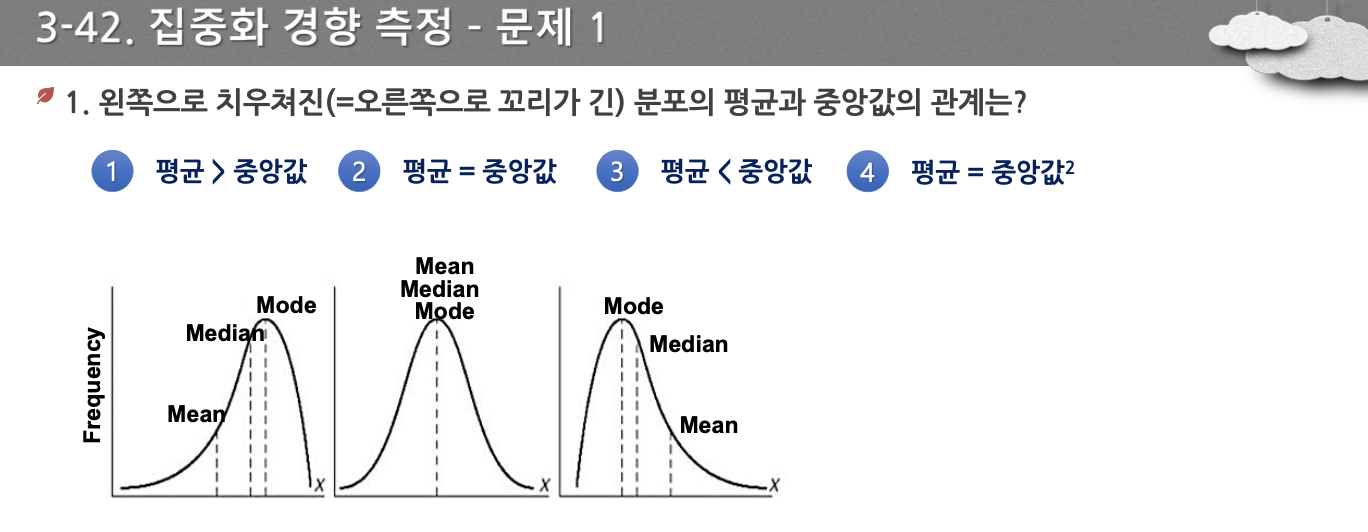 3-42. 집중화 경향 측정 - 문제 1
1. 왼쪽으로 치우쳐진(=오른쪽으로 꼬리가 긴) 분포의 평균과 중앙값의 관계는?
1 평균 > 중앙값 2 평균 = 중앙값 3 평균 < 중앙값 4 평균 = 중앙값²
Frequency
Mode
Median
Mean
X
Mean
Median
Mode
X
Mode
Median
Mean
X